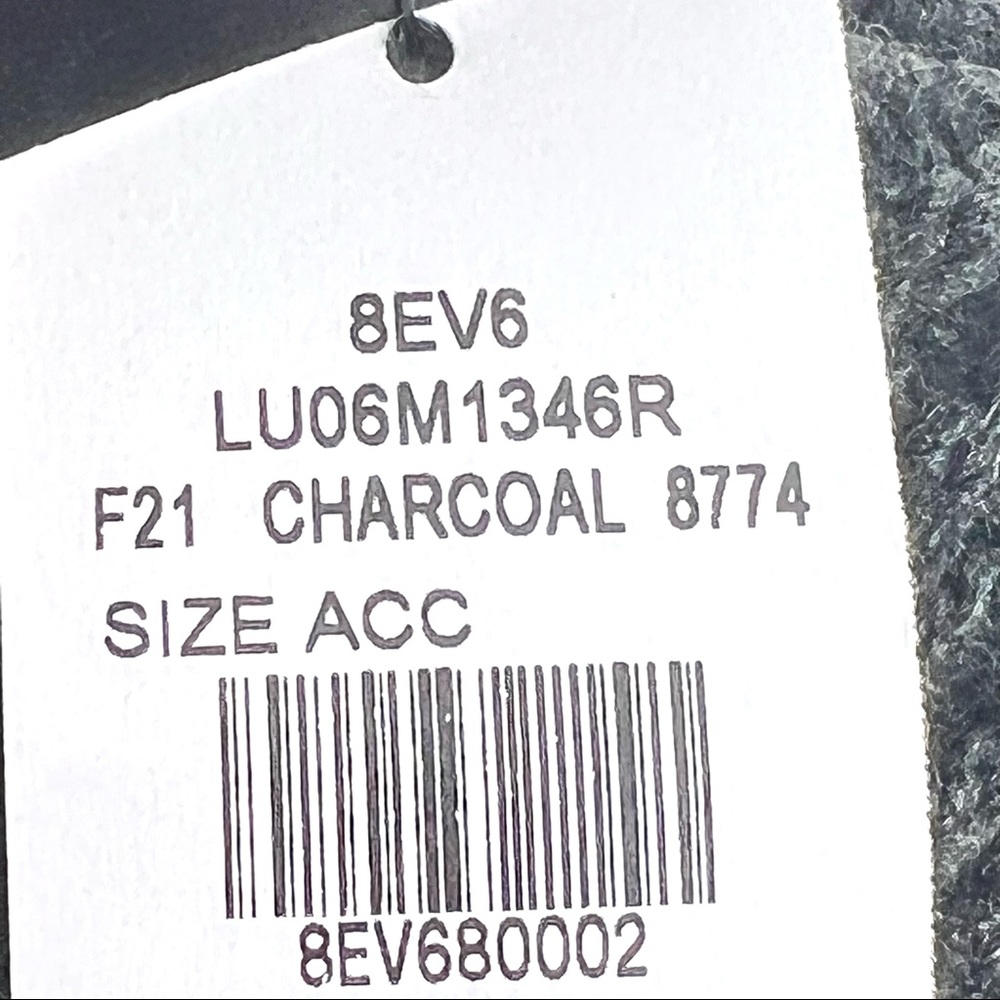 8EV6
LU06M1346R
F21 CHARCOAL 8774
SIZE ACC
8EV680002